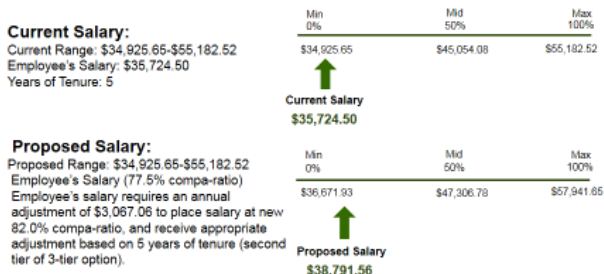 Current Salary:
Current Range: $34,925.65-$55,182.52
Employee's Salary: $35,724.50
Years of Tenure: 5
Min Mid Max
0% 50% 100%
$34,925.65 $45,054.08 $55,182.52
Current Salary
$35,724.50
Proposed Salary:
Proposed Range: $34,925.65-$55,182.52
Employee's Salary (77.5% compa-ratio)
Employee's salary requires an annual
adjustment of $3,067.06 to place salary at new
82.0% compa-ratio, and receive appropriate
adjustment based on 5 years of tenure (second
tier of 3-tier option).
Min Mid Max
0% 50% 100%
$36,671.93 $47,306.78 $57,941.65
Proposed Salary
$38,791.56